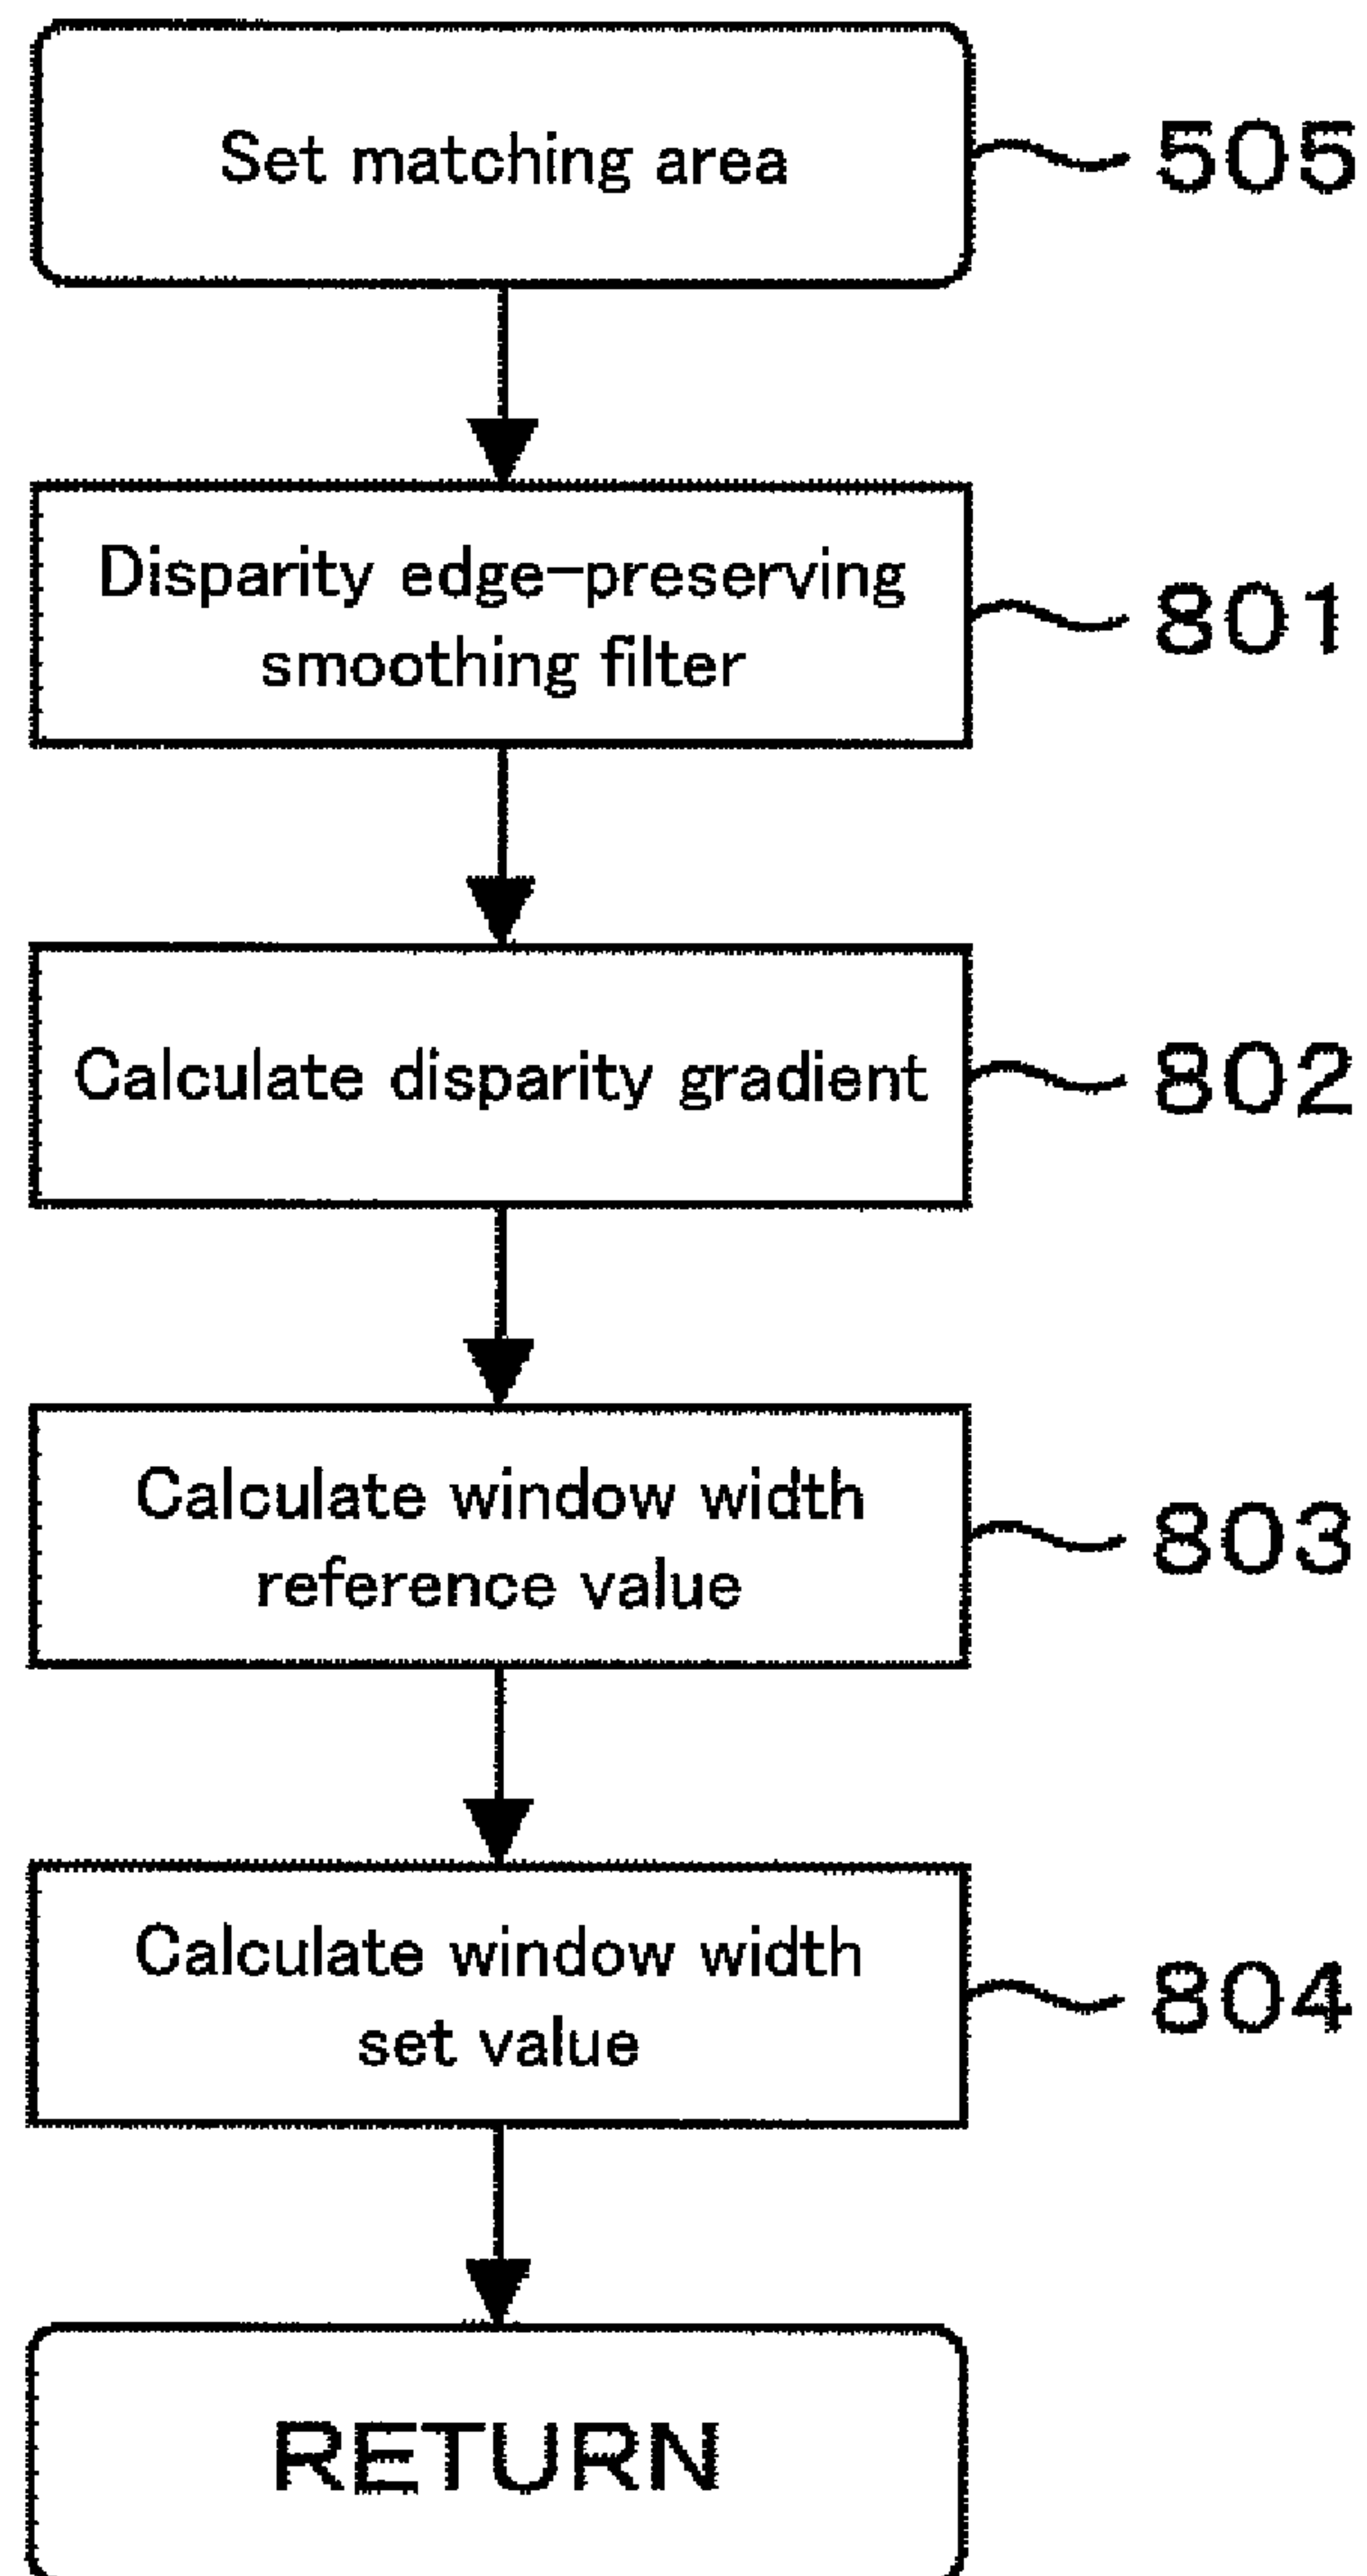 Set matching area
505
Disparity edge-preserving
smoothing filter
801
Calculate disparity gradient
802
Calculate window width
reference value
803
Calculate window width
set value
804
RETURN